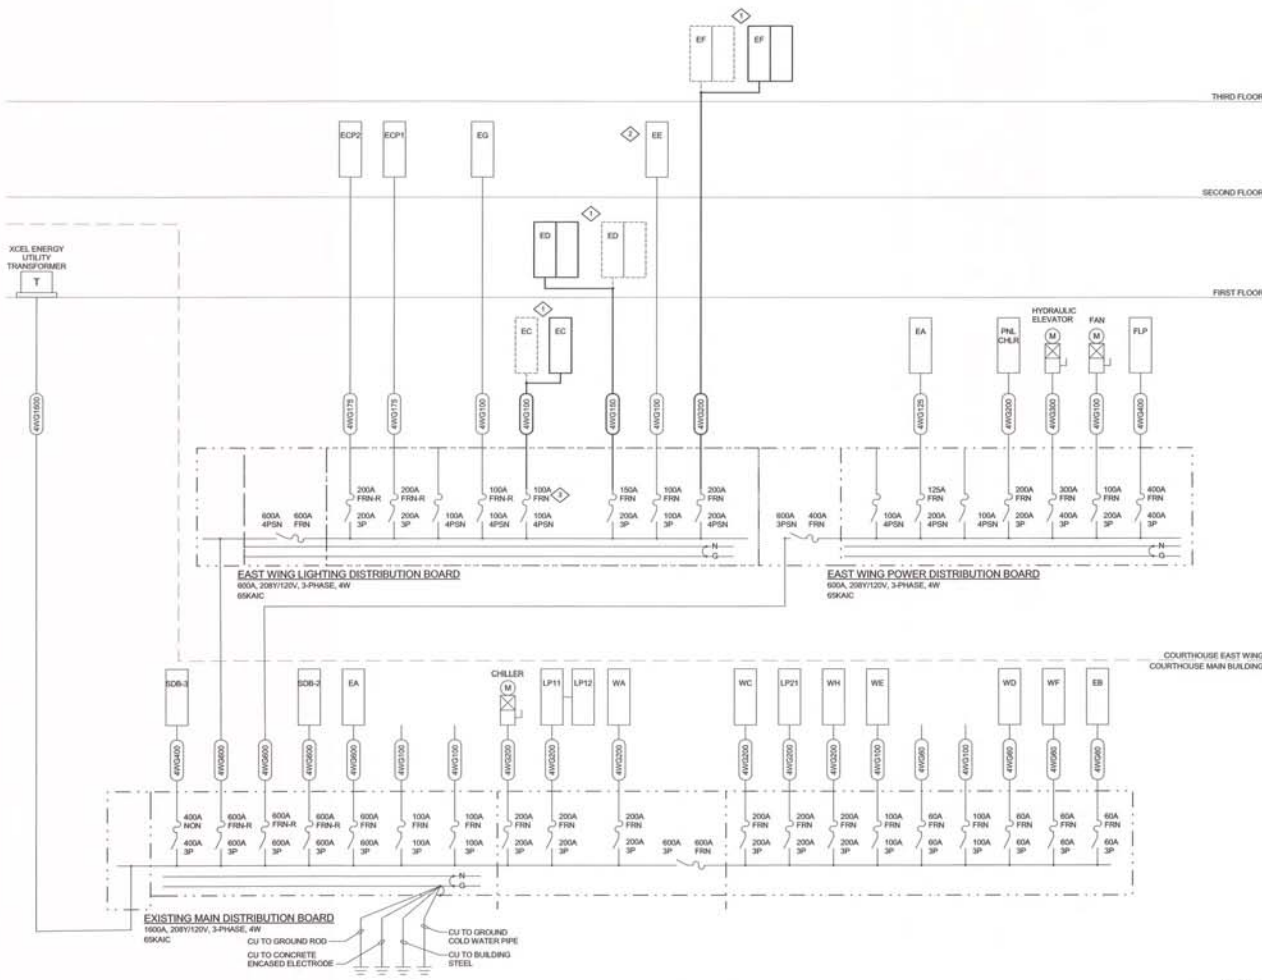 1
EF
EF
THIRD FLOOR
ECP2
ECP1
EG
2
EE
SECOND FLOOR
1
ED
ED
XCEL ENERGY
UTILITY
TRANSFORMER
T
FIRST FLOOR
1
EC
EC
EA
PNL
CHLR
HYDRAULIC
ELEVATOR
M
FAN
M
FLP
4WG1600
4WG175
4WG175
4WG100
4WG100
4WG150
4WG100
4WG200
4WG125
4WG200
4WG300
4WG100
4WG400
600A
4PSN
600A
FRN
200A
FRN-R
200A
3P
200A
FRN-R
200A
3P
100A
4PSN
100A
FRN-R
100A
4PSN
100A
FRN
3
100A
4PSN
150A
FRN
200A
3P
100A
FRN
100A
3P
200A
FRN
200A
4PSN
600A
3PSN
400A
FRN
100A
4PSN
125A
FRN
200A
4PSN
100A
4PSN
200A
FRN
200A
3P
300A
FRN
400A
3P
100A
FRN
200A
3P
400A
FRN
400A
3P
N
G
N
G
EAST WING LIGHTING DISTRIBUTION BOARD
600A, 208Y/120V, 3-PHASE, 4W
65KAIC
EAST WING POWER DISTRIBUTION BOARD
600A, 208Y/120V, 3-PHASE, 4W
65KAIC
COURTHOUSE EAST WING
COURTHOUSE MAIN BUILDING
SDB-3
SDB-2
EA
CHILLER
M
LP11
LP12
WA
WC
LP21
WH
WE
WD
WF
EB
4WG400
4WG600
4WG600
4WG600
4WG600
4WG100
4WG100
4WG200
4WG200
4WG200
4WG200
4WG200
4WG200
4WG100
4WG60
4WG100
4WG60
4WG60
4WG60
400A
NON
400A
3P
600A
FRN-R
600A
3P
600A
FRN-R
600A
3P
600A
FRN-R
600A
3P
600A
FRN
600A
3P
100A
FRN
100A
3P
100A
FRN
100A
3P
200A
FRN
200A
3P
200A
FRN
200A
3P
200A
FRN
200A
3P
600A
3P
600A
FRN
200A
FRN
200A
3P
200A
FRN
200A
3P
200A
FRN
200A
3P
100A
FRN
100A
3P
60A
FRN
60A
3P
100A
FRN
100A
3P
60A
FRN
60A
3P
60A
FRN
60A
3P
60A
FRN
60A
3P
N
G
EXISTING MAIN DISTRIBUTION BOARD
1600A, 208Y/120V, 3-PHASE, 4W
65KAIC
CU TO GROUND ROD
CU TO CONCRETE
ENCASED ELECTRODE
CU TO GROUND
COLD WATER PIPE
CU TO BUILDING
STEEL